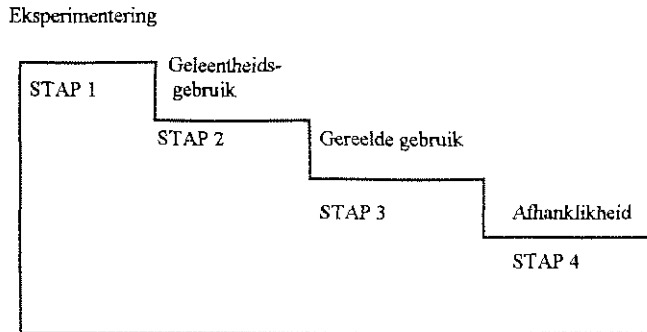 Eksperimentering
STAP 1
Geleentheids-
gebruik
STAP 2
Gereelde gebruik
STAP 3
Afhanklikheid
STAP 4